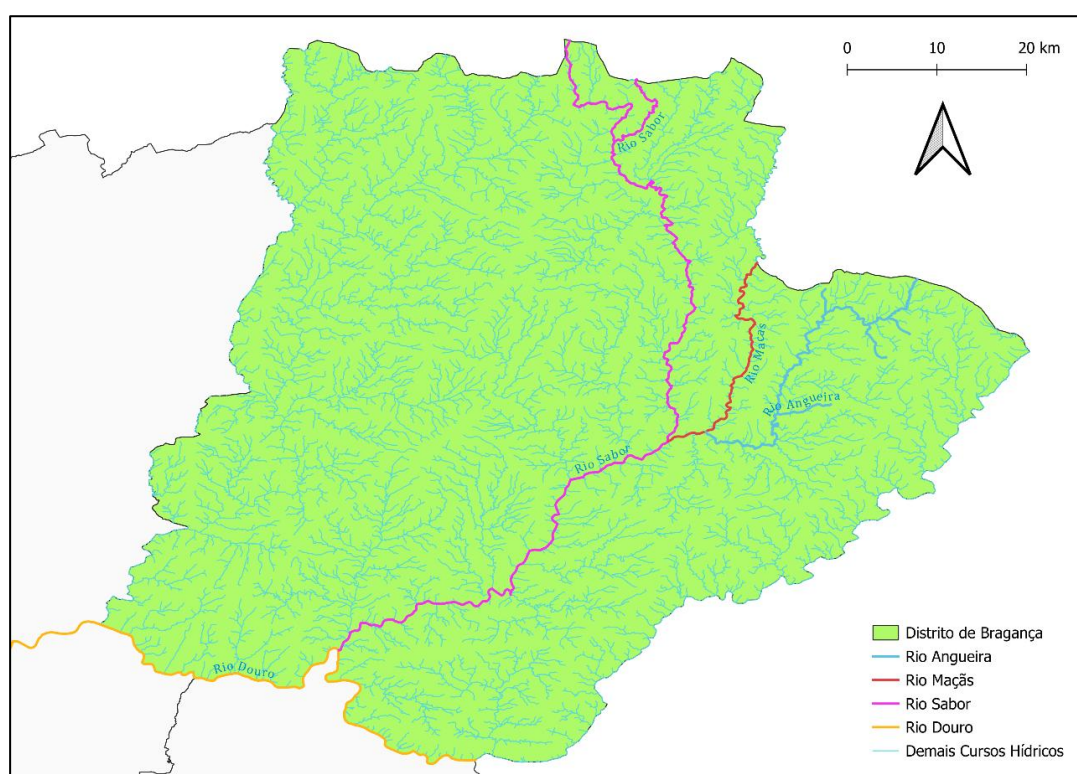 0 10 20 km
Rio Sabor
Rio Maçãs
Rio Angueira
Rio Sabor
Rio Douro
Distrito de Bragança
Rio Angueira
Rio Maçãs
Rio Sabor
Rio Douro
Demais Cursos Hídricos